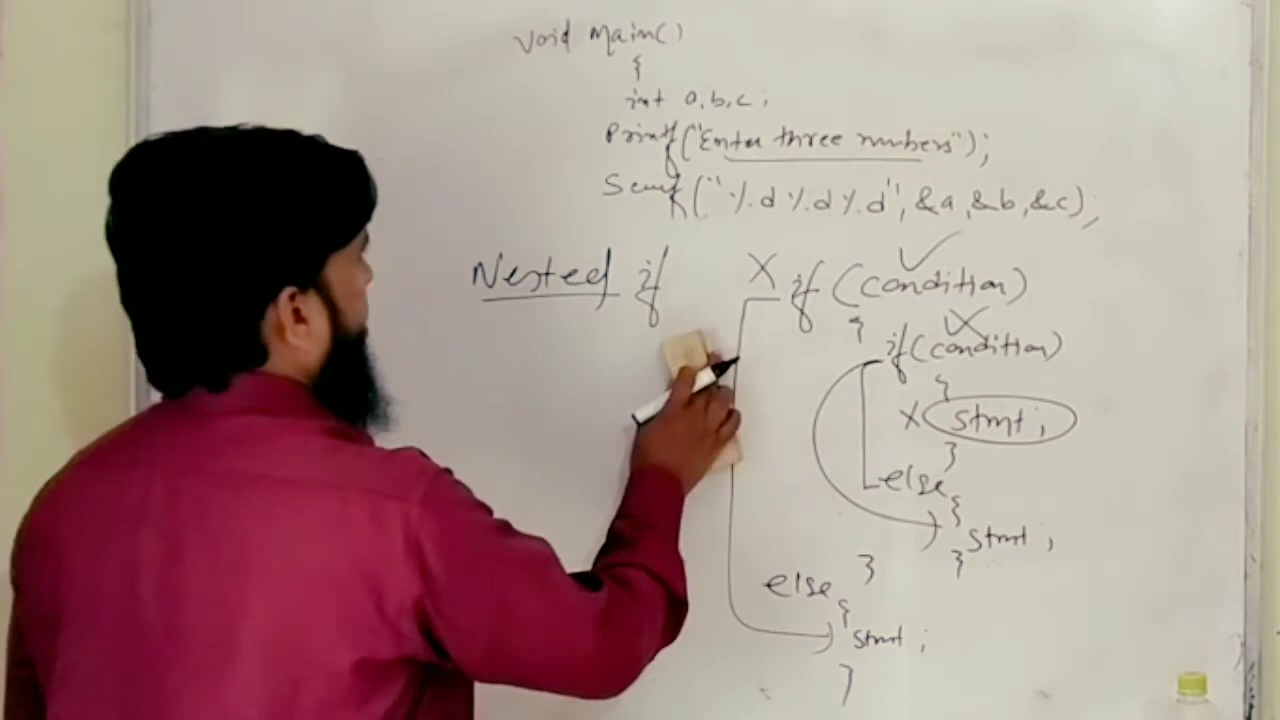 void main()
{
int a,b,c;
Printf("Enter three numbers");
Scanf("%d%d%d",&a,&b,&c);
Nested if
X if (condition)
{
if(condition)
{
X stmt;
}
else
{
stmt;
}
}
else
{
stmt;
}